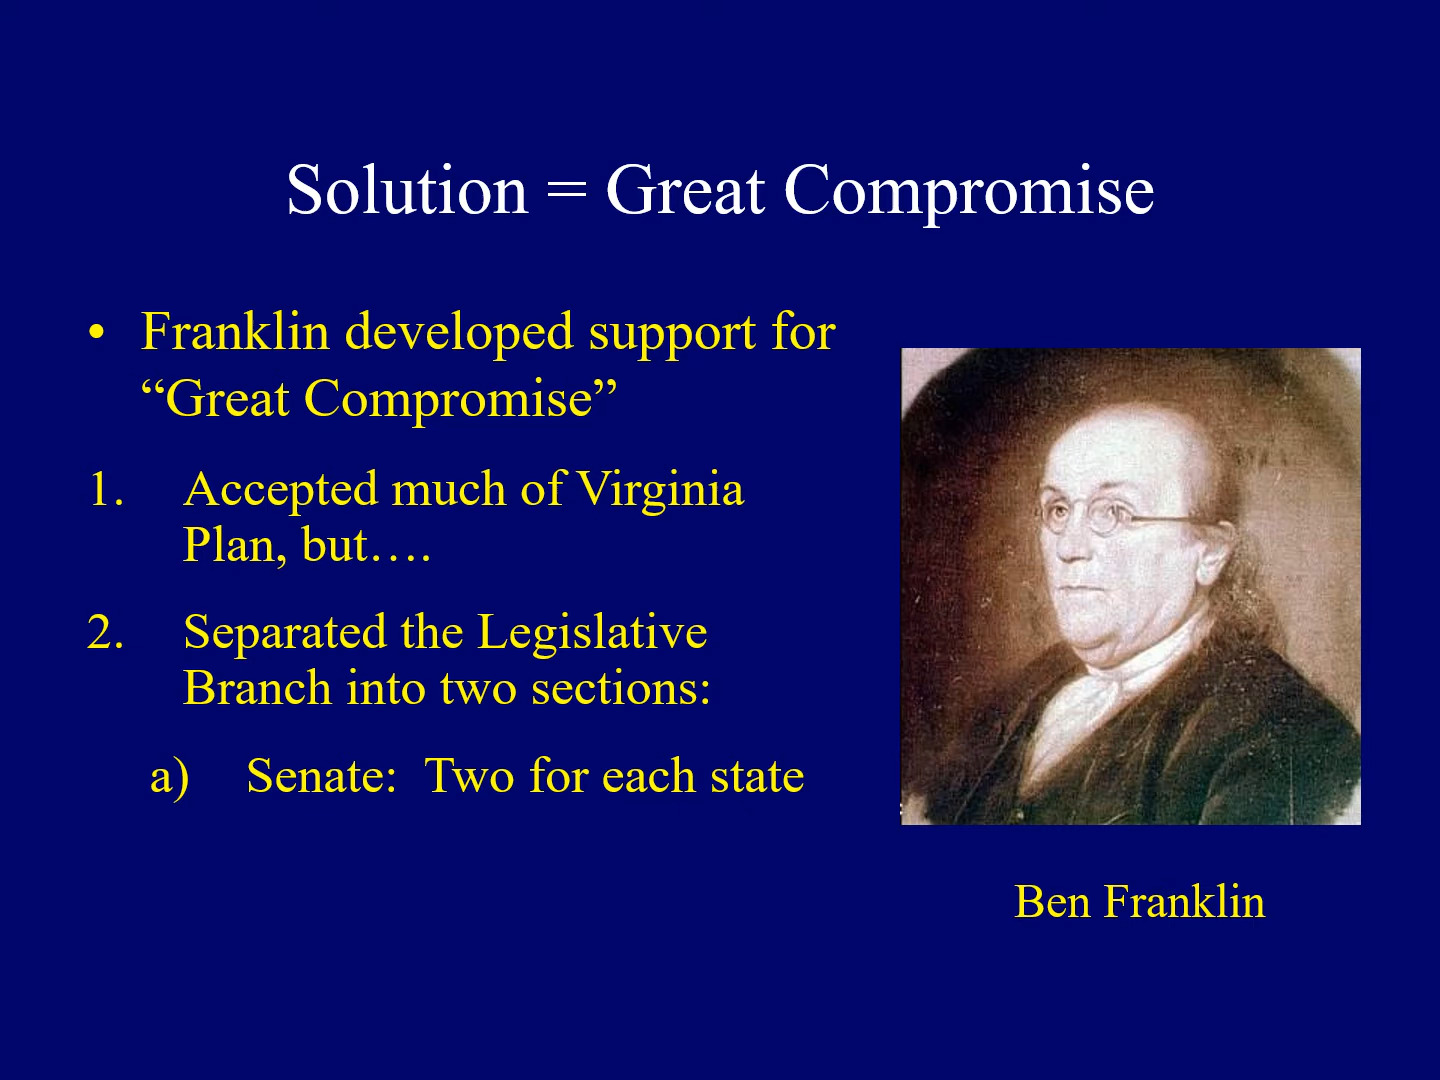 Solution = Great Compromise
• Franklin developed support for
“Great Compromise”
1. Accepted much of Virginia
Plan, but….
2. Separated the Legislative
Branch into two sections:
a) Senate:  Two for each state
Ben Franklin